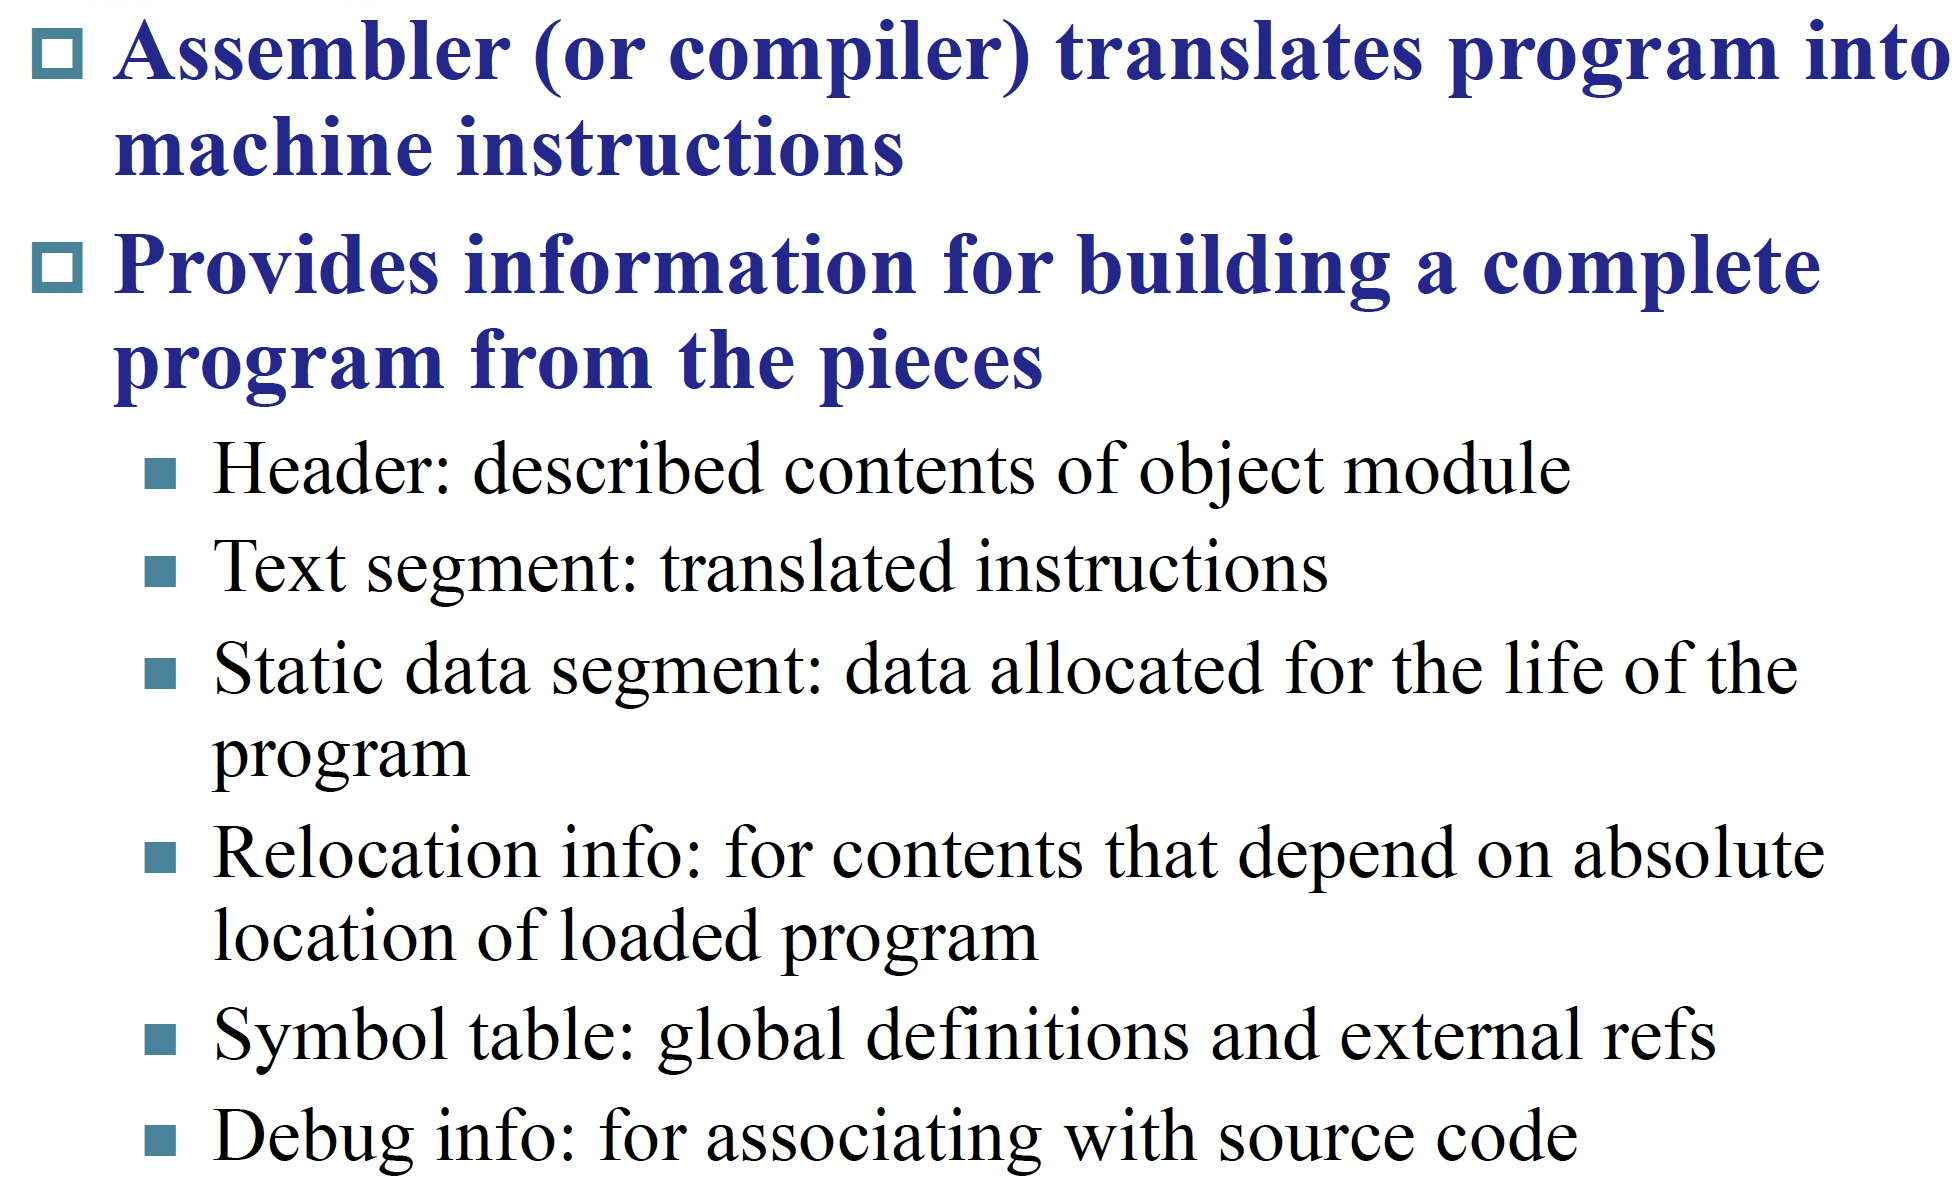 Assembler (or compiler) translates program into
machine instructions
Provides information for building a complete
program from the pieces
Header: described contents of object module
Text segment: translated instructions
Static data segment: data allocated for the life of the
program
Relocation info: for contents that depend on absolute
location of loaded program
Symbol table: global definitions and external refs
Debug info: for associating with source code